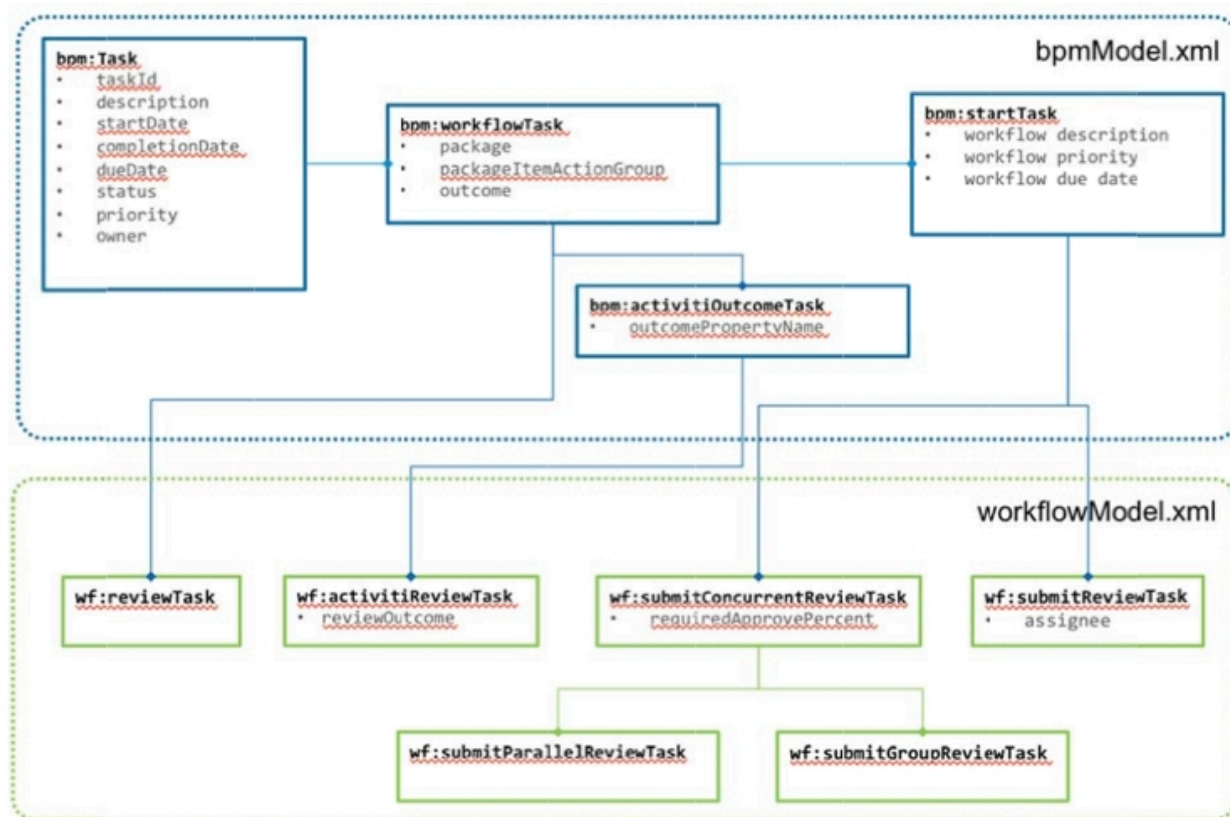 bpmModel.xml
bpm:Task
• taskId
• description
• startDate
• completionDate
• dueDate
• status
• priority
• owner
bpm:workflowTask
• package
• packageItemActionGroup
• outcome
bpm:startTask
• workflow description
• workflow priority
• workflow due date
bpm:activitiOutcomeTask
• outcomePropertyName
workflowModel.xml
wf:reviewTask
wf:activitiReviewTask
• reviewOutcome
wf:submitConcurrentReviewTask
• requiredApprovePercent
wf:submitReviewTask
• assignee
wf:submitParallelReviewTask
wf:submitGroupReviewTask